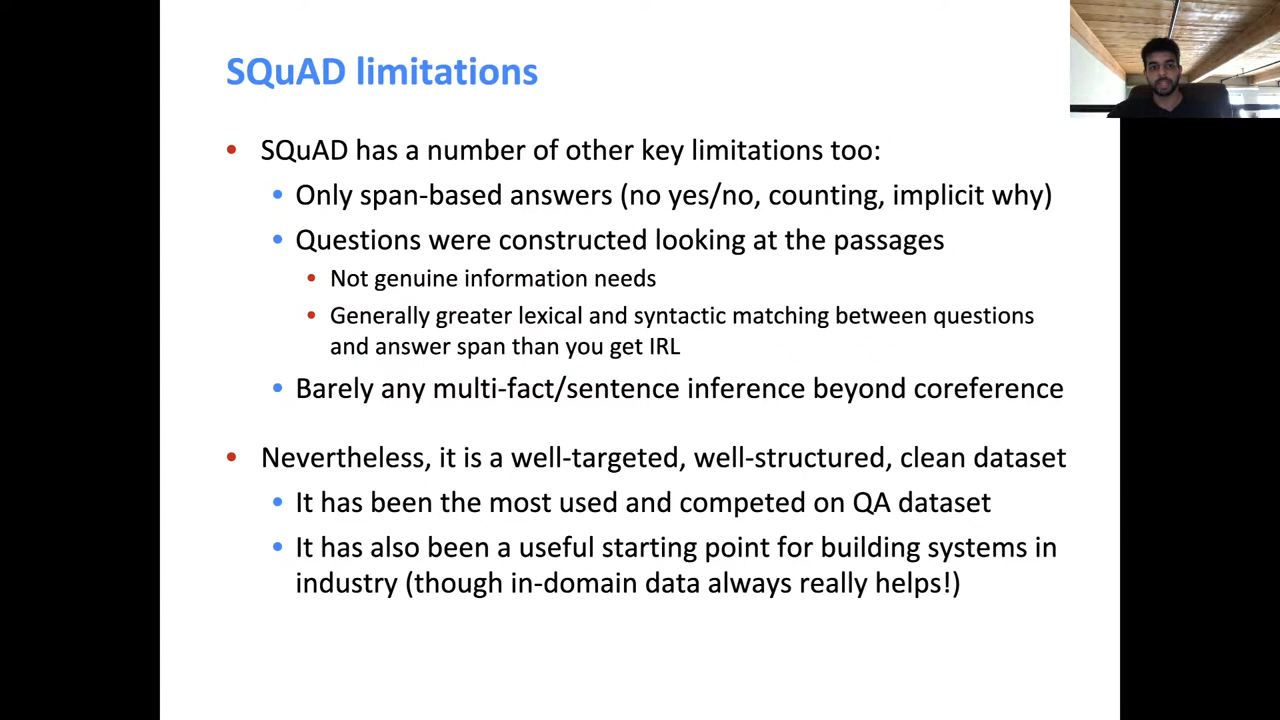 SQuAD limitations
• SQuAD has a number of other key limitations too:
• Only span-based answers (no yes/no, counting, implicit why)
• Questions were constructed looking at the passages
• Not genuine information needs
• Generally greater lexical and syntactic matching between questions
and answer span than you get IRL
• Barely any multi-fact/sentence inference beyond coreference
• Nevertheless, it is a well-targeted, well-structured, clean dataset
• It has been the most used and competed on QA dataset
• It has also been a useful starting point for building systems in
industry (though in-domain data always really helps!)